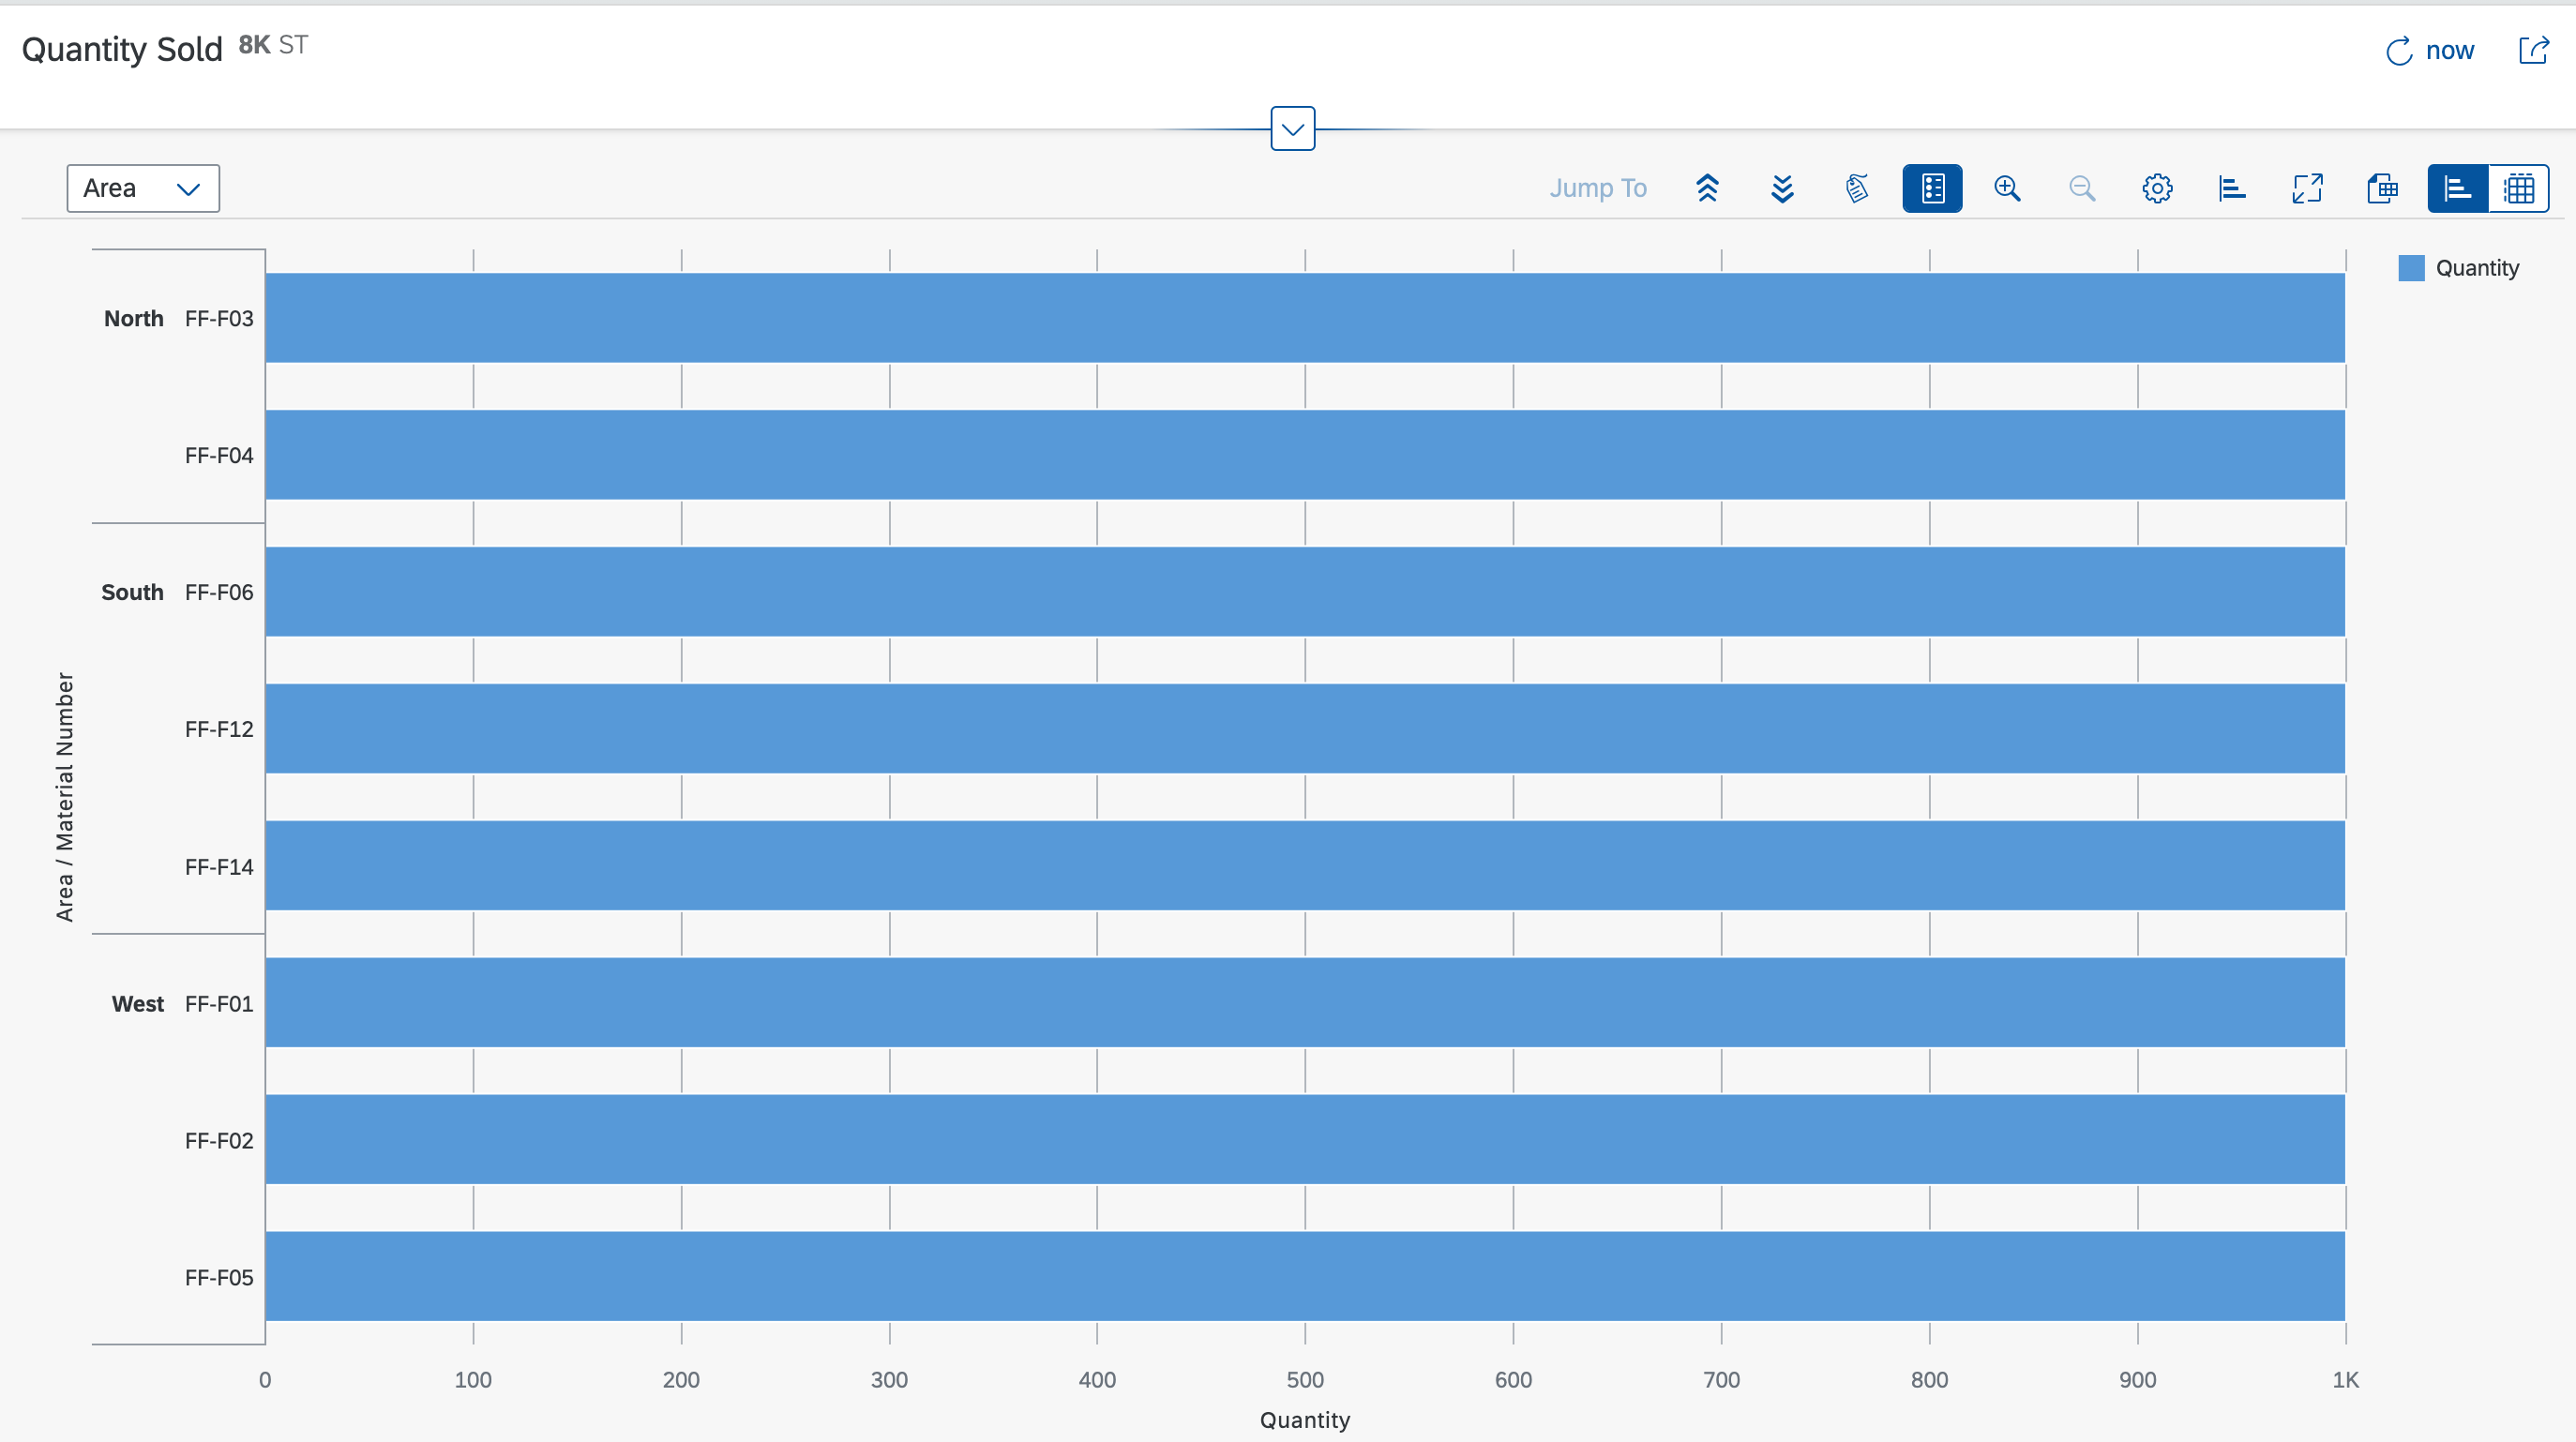 Quantity Sold 8K ST
now
Area
Jump To
Quantity
Area / Material Number
North FF-F03
FF-F04
South FF-F06
FF-F12
FF-F14
West FF-F01
FF-F02
FF-F05
0 100 200 300 400 500 600 700 800 900 1K
Quantity